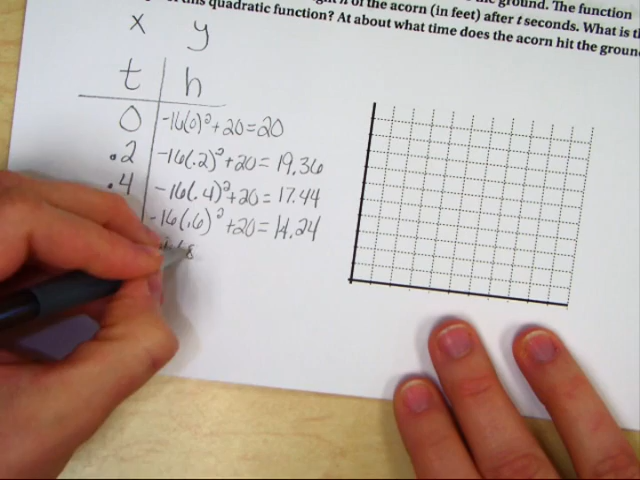 the ground. The function
of this quadratic function? At about what time does the acorn hit the ground
h of the acorn (in feet) after t seconds. What is
x y
t h
0 -16(0)²+20=20
.2 -16(.2)²+20=19.36
.4 -16(.4)²+20=17.44
-16(.6)²+20=14.24